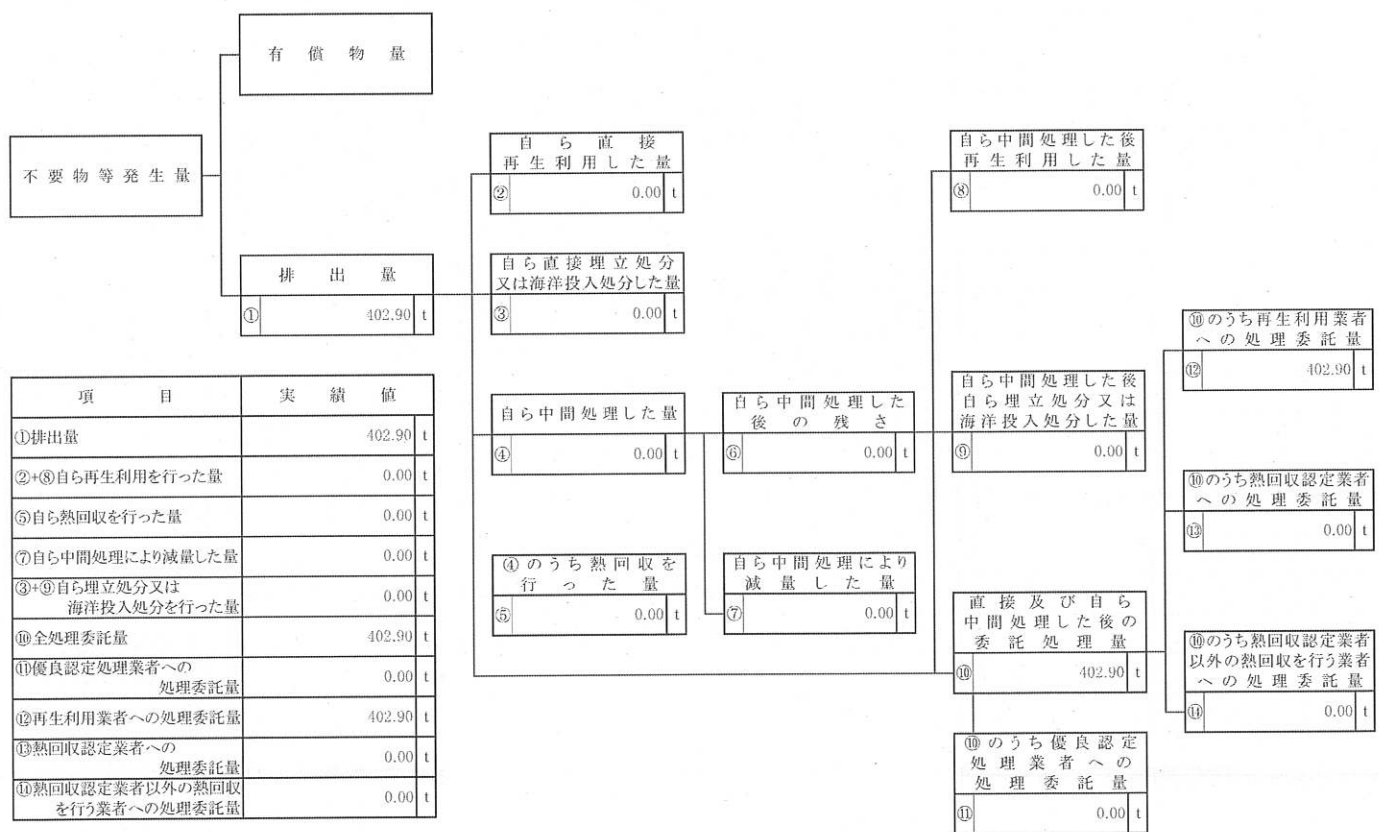 有償物量
不要物等発生量
排出量
① 402.90 t
自ら直接
再生利用した量
② 0.00 t
自ら直接埋立処分
又は海洋投入処分した量
③ 0.00 t
自ら中間処理した量
④ 0.00 t
④のうち熱回収を
行った量
⑤ 0.00 t
自ら中間処理した
後の残さ
⑥ 0.00 t
自ら中間処理により
減量した量
⑦ 0.00 t
自ら中間処理した後
再生利用した量
⑧ 0.00 t
自ら中間処理した後
自ら埋立処分又は
海洋投入処分した量
⑨ 0.00 t
直接及び自ら
中間処理した後の
委託処理量
⑩ 402.90 t
⑩のうち優良認定
処理業者への
処理委託量
⑪ 0.00 t
⑩のうち再生利用業者
への処理委託量
⑫ 402.90 t
⑩のうち熱回収認定業者
への処理委託量
⑬ 0.00 t
⑩のうち熱回収認定業者
以外の熱回収を行う業者
への処理委託量
⑭ 0.00 t
項目 実績値
①排出量 402.90 t
②+⑧自ら再生利用を行った量 0.00 t
⑤自ら熱回収を行った量 0.00 t
⑦自ら中間処理により減量した量 0.00 t
③+⑨自ら埋立処分又は
海洋投入処分を行った量 0.00 t
⑩全処理委託量 402.90 t
⑪優良認定処理業者への
処理委託量 0.00 t
⑫再生利用業者への処理委託量 402.90 t
⑬熱回収認定業者への
処理委託量 0.00 t
⑭熱回収認定業者以外の熱回収
を行う業者への処理委託量 0.00 t